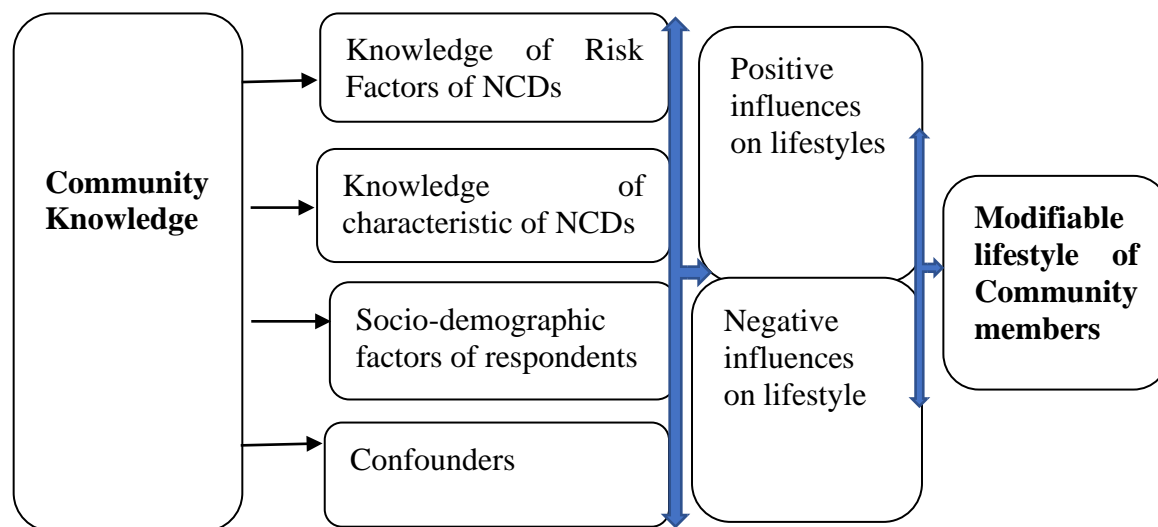 Community
Knowledge
Knowledge of Risk
Factors of NCDs
Knowledge of
characteristic of NCDs
Socio-demographic
factors of respondents
Confounders
Positive
influences
on lifestyles
Negative
influences
on lifestyle
Modifiable
lifestyle of
Community
members